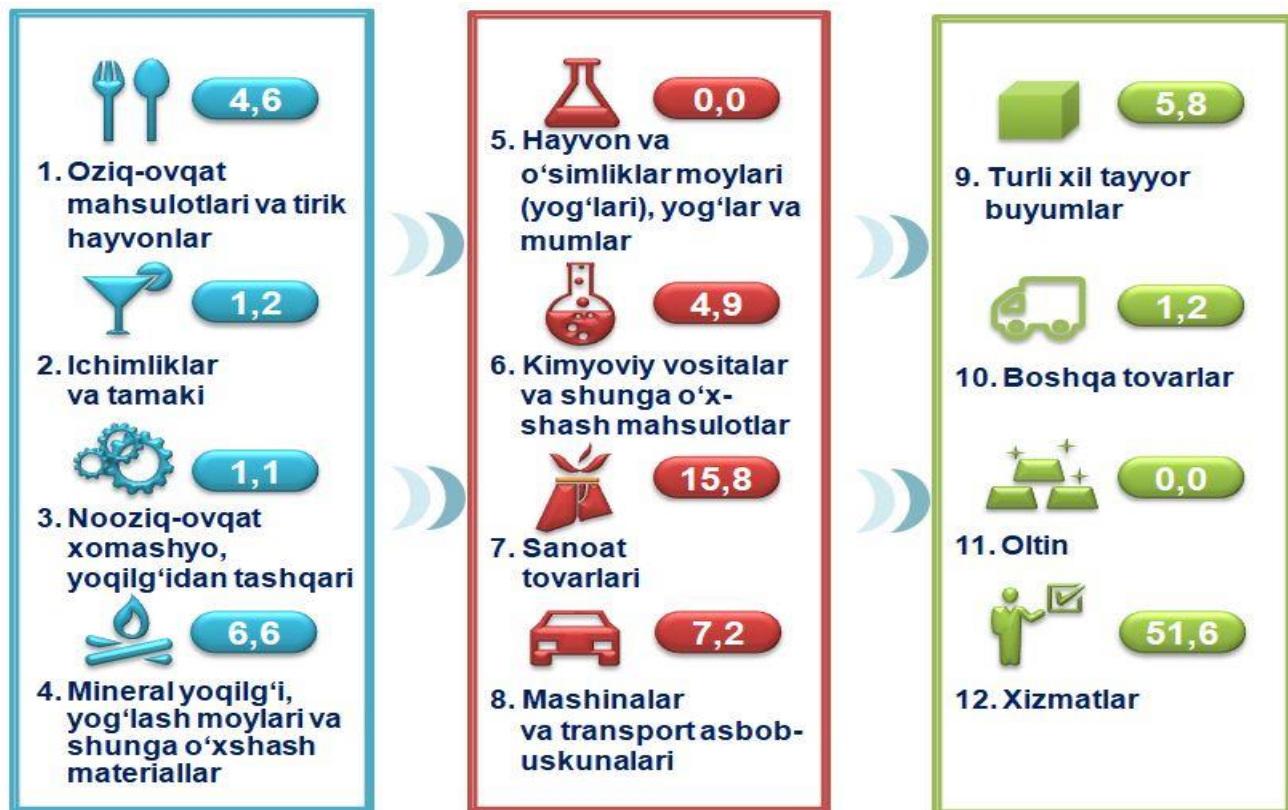 4,6
1. Oziq-ovqat
mahsulotlari va tirik
hayvonlar
1,2
2. Ichimliklar
va tamaki
1,1
3. Nooziq-ovqat
xomashyo,
yoqilg‘idan tashqari
6,6
4. Mineral yoqilg‘i,
yog‘lash moylari va
shunga o‘xshash
materiallar
0,0
5. Hayvon va
o‘simliklar moylari
(yog‘lari), yog‘lar va
mumlar
4,9
6. Kimyoviy vositalar
va shunga o‘x-
shash mahsulotlar
15,8
7. Sanoat
tovarlari
7,2
8. Mashinalar
va transport asbob-
uskunalari
5,8
9. Turli xil tayyor
buyumlar
1,2
10. Boshqa tovarlar
0,0
11. Oltin
51,6
12. Xizmatlar